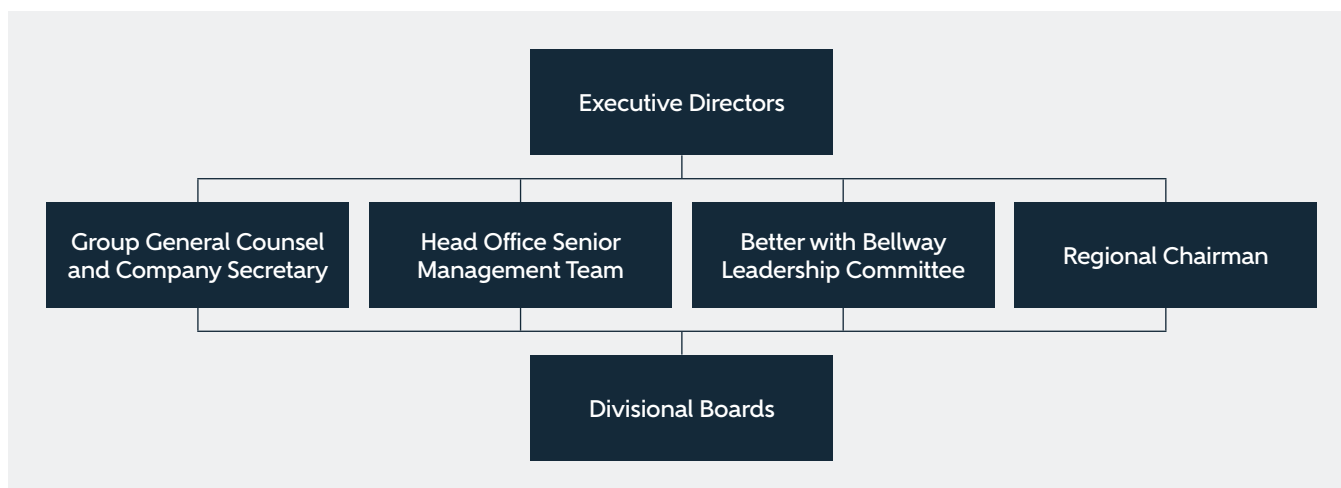 Executive Directors
Group General Counsel
and Company Secretary
Head Office Senior
Management Team
Better with Bellway
Leadership Committee
Regional Chairman
Divisional Boards